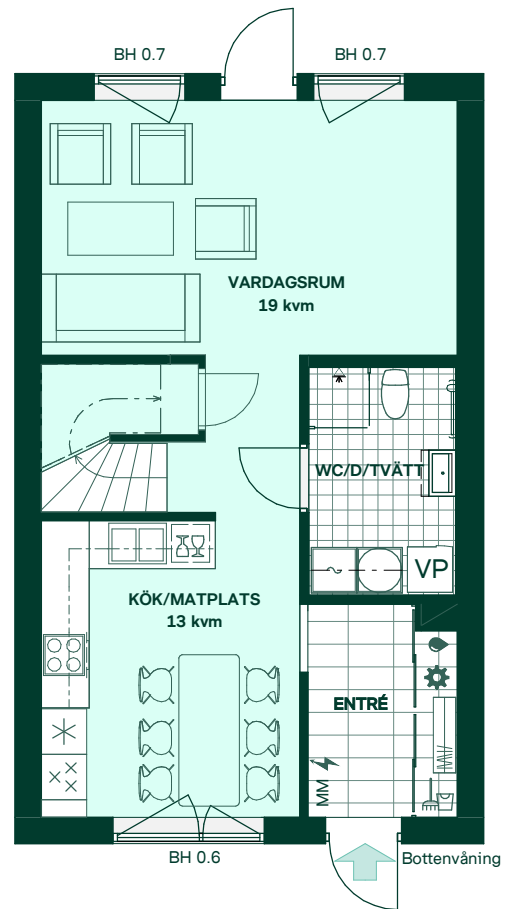 BH 0.7
BH 0.7
VARDAGSRUM
19 kvm
WC/D/TVÄTT
VP
KÖK/MATPLATS
13 kvm
ENTRÉ
MM
BH 0.6
Bottenvåning